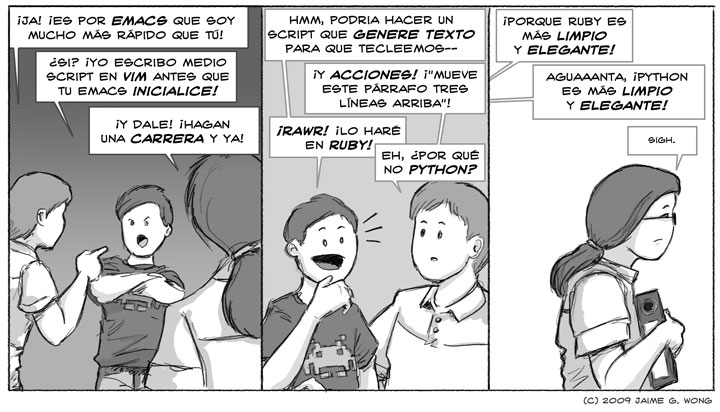 ¡JA! ¡ES POR EMACS QUE SOY
MUCHO MÁS RÁPIDO QUE TÚ!
¿SI? ¡YO ESCRIBO MEDIO
SCRIPT EN VIM ANTES QUE
TU EMACS INICIALICE!
¡Y DALE! ¡HAGAN
UNA CARRERA Y YA!
HMM, PODRIA HACER UN
SCRIPT QUE GENERE TEXTO
PARA QUE TECLEEMOS--
¡Y ACCIONES! ¡"MUEVE
ESTE PÁRRAFO TRES
LÍNEAS ARRIBA"!
¡RAWR! ¡LO HARÉ
EN RUBY!
EH, ¿POR QUÉ
NO PYTHON?
¡PORQUE RUBY ES
MÁS LIMPIO
Y ELEGANTE!
AGUAAANTA, ¡PYTHON
ES MÁS LIMPIO
Y ELEGANTE!
SIGH.
(C) 2009 JAIME G. WONG